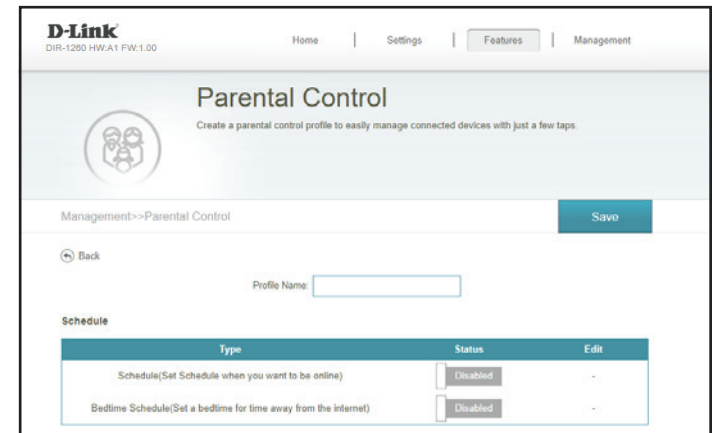 D-Link
DIR-1260 HW:A1 FW:1.00
Home | Settings | Features | Management
Parental Control
Create a parental control profile to easily manage connected devices with just a few taps.
Management>>Parental Control
Save
Back
Profile Name:
Schedule
Type Status Edit
Schedule(Set Schedule when you want to be online) Disabled -
Bedtime Schedule(Set a bedtime for time away from the internet) Disabled -